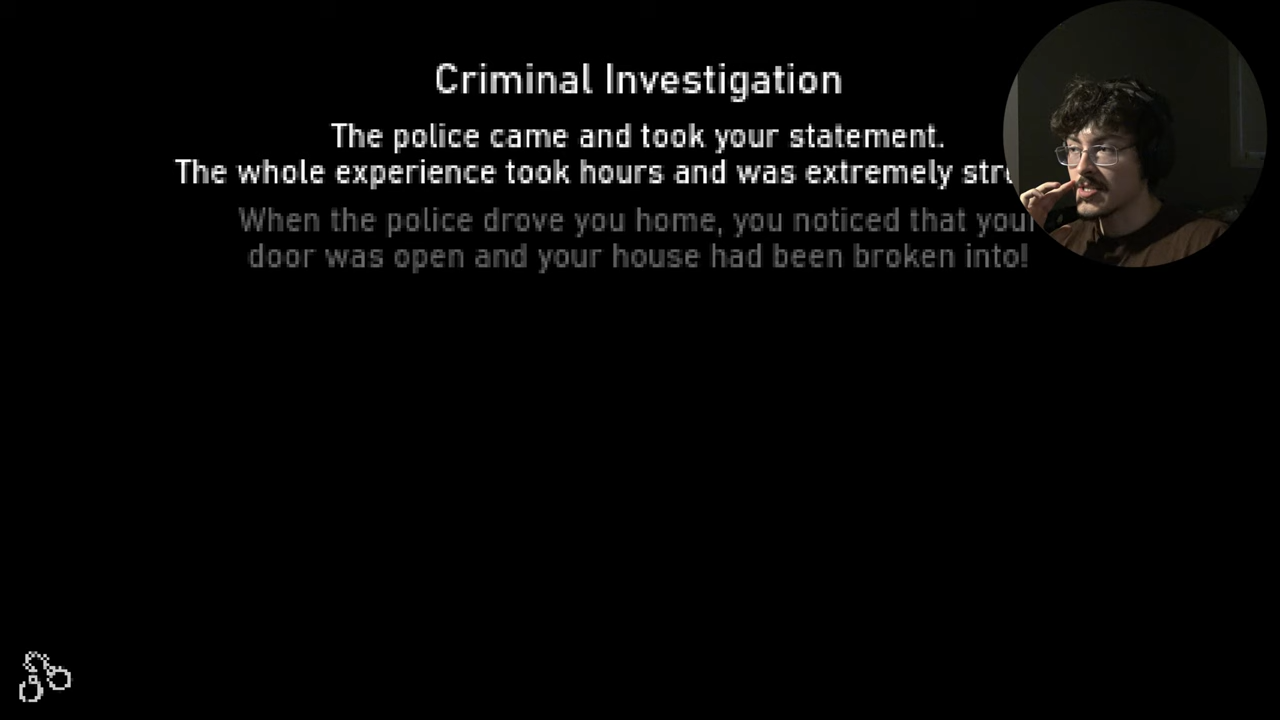 Criminal Investigation
The police came and took your statement.
The whole experience took hours and was extremely
When the police drove you home, you noticed that your
door was open and your house had been broken into!